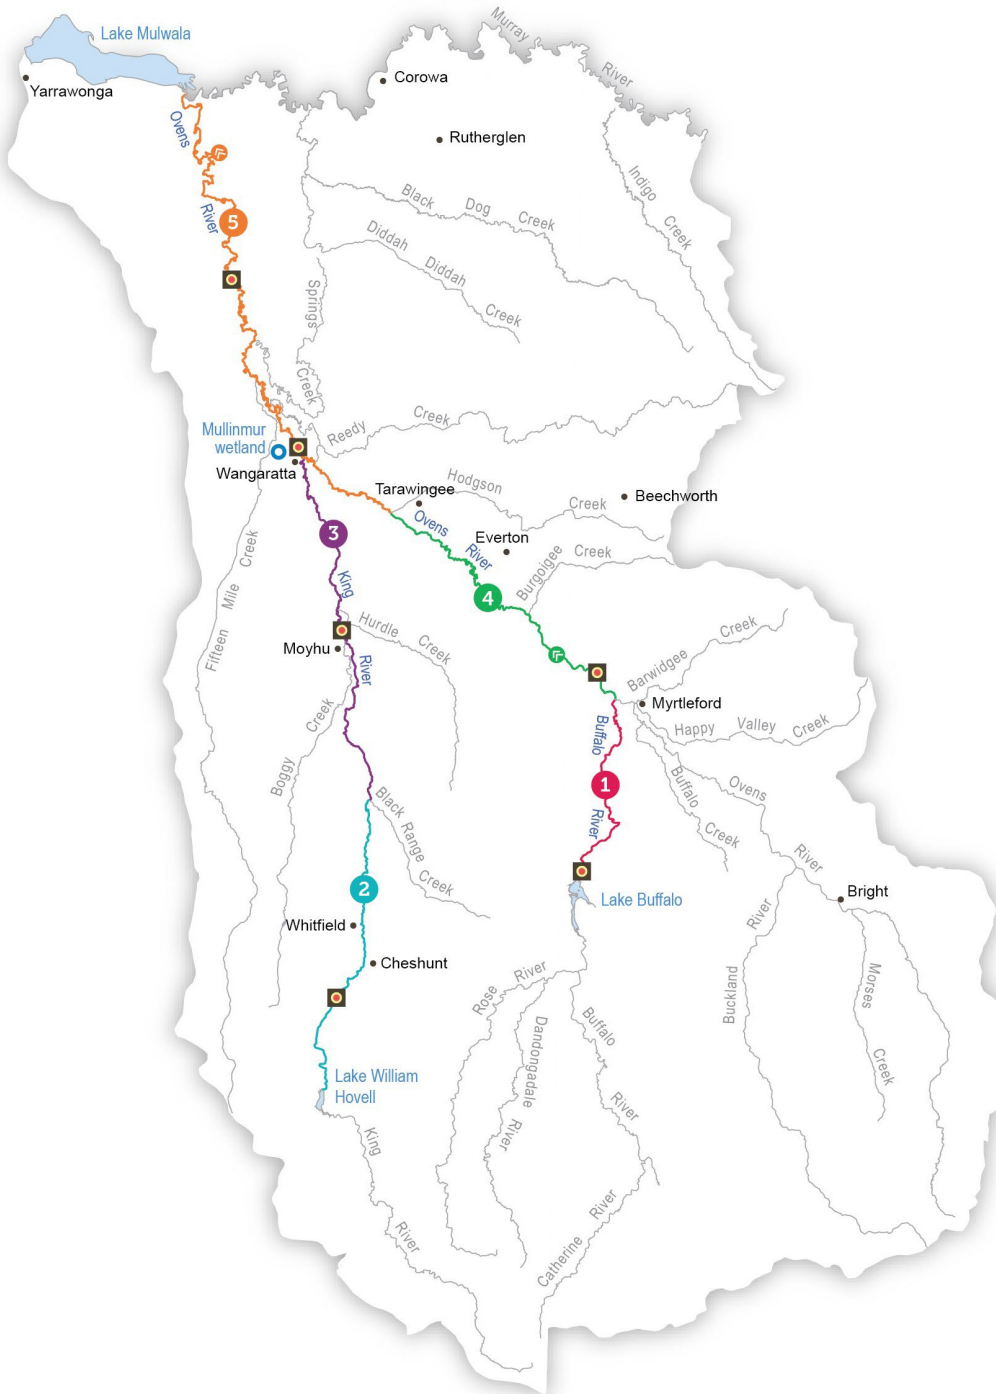 Lake Mulwala
Yarrawonga
Murray
River
Corowa
Rutherglen
Ovens
River
5
Black Dog Creek
Indigo
Creek
Diddah
Diddah
Creek
Springs
Creek
Reedy
Creek
Mullinmur
wetland
Wangaratta
Tarawingee
Hodgson
Creek
Beechworth
Ovens
River
Everton
Burgoigee
Creek
3
4
King
River
Fifteen Mile Creek
Hurdle
Creek
Moyhu
Boggy
Creek
Barwidgee
Creek
Myrtleford
Happy Valley Creek
Buffalo
River
1
Buffalo
Creek
Ovens
River
Black Range
Creek
2
Whitfield
Cheshunt
Lake Buffalo
Bright
Rose
River
Dandongadale
River
Buffalo
River
Buckland
River
Morses
Creek
Lake William
Hovell
King
River
Catherine
River